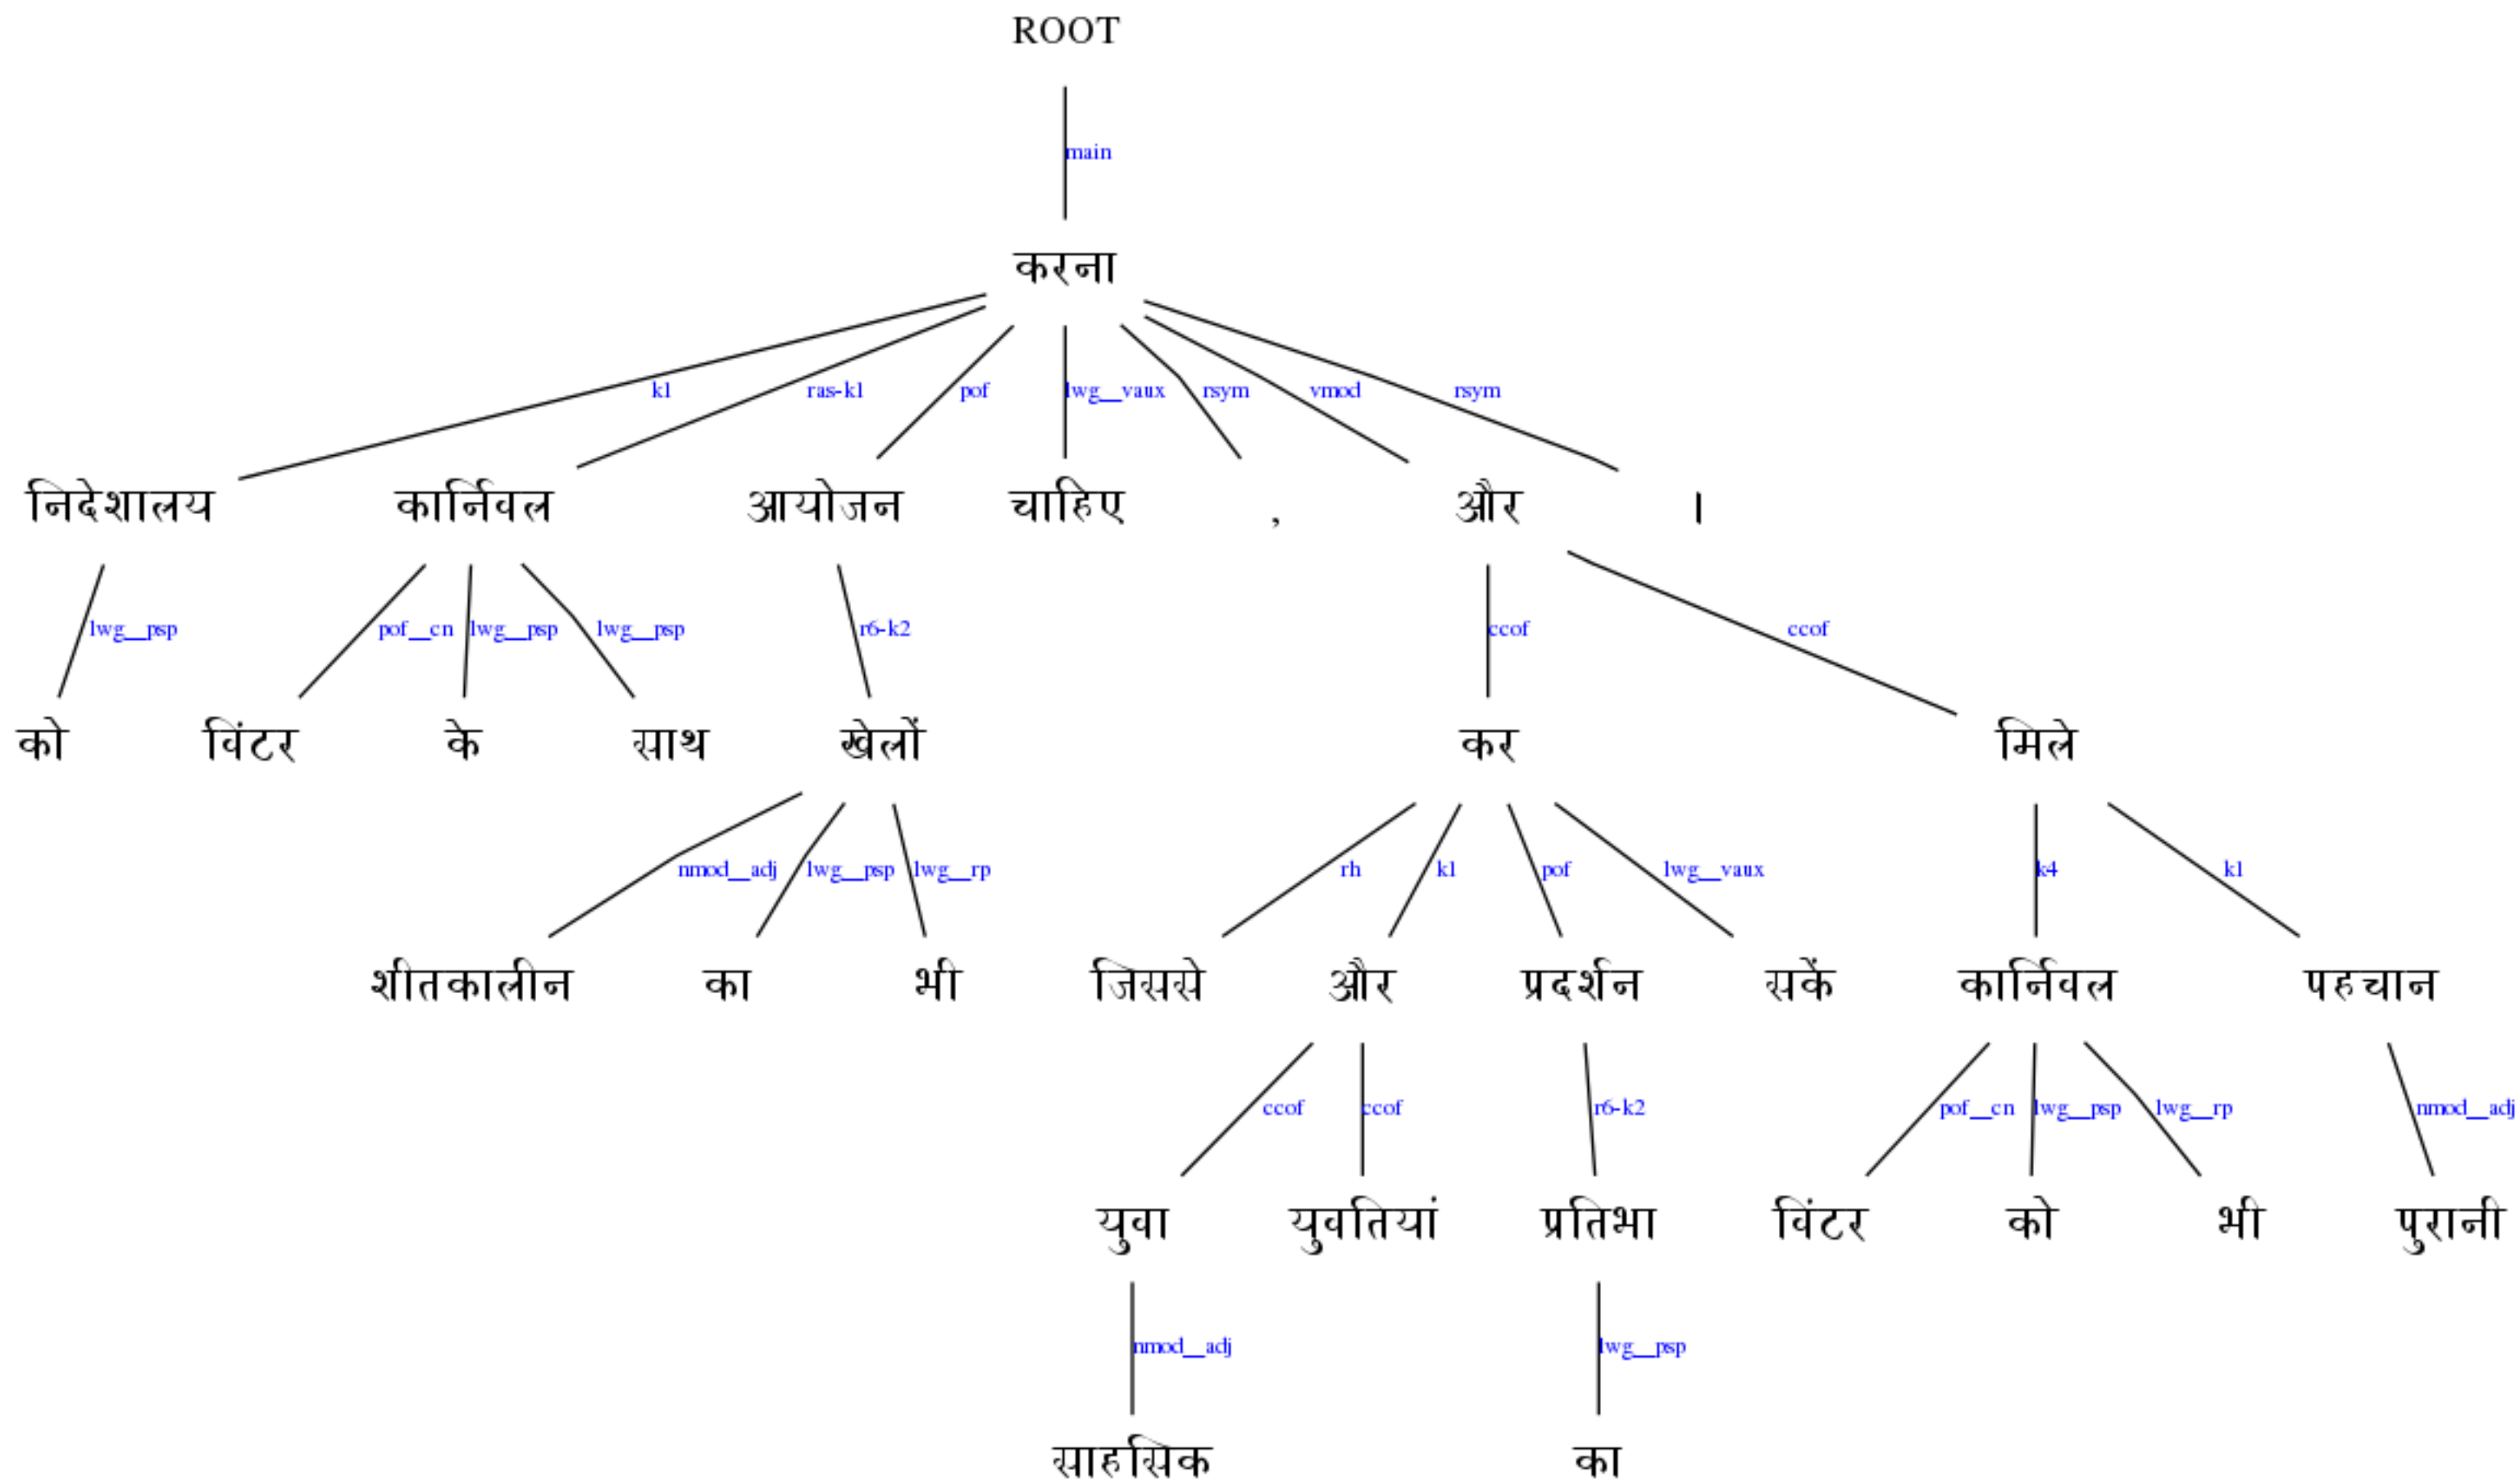 ROOT
main
करना
k1 ras-k1 pof lwg__vaux rsym vmod rsym
निदेशालय कार्निवल आयोजन चाहिए , और ।
lwg__psp pof__cn lwg__psp lwg__psp r6-k2 ccof ccof
को विंटर के साथ खेलों कर मिले
nmod__adj lwg__psp lwg__rp rh k1 pof lwg__vaux k4 k1
शीतकालीन का भी जिससे और प्रदर्शन सकें कार्निवल पहचान
ccof ccof r6-k2 pof__cn lwg__psp lwg__rp nmod__adj
युवा युवतियां प्रतिभा विंटर को भी पुरानी
nmod__adj lwg__psp
साहसिक का